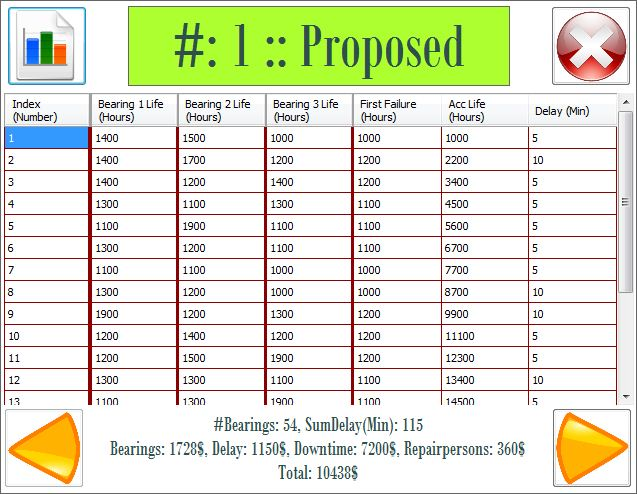 #: 1 :: Proposed
Index (Number) Bearing 1 Life (Hours) Bearing 2 Life (Hours) Bearing 3 Life (Hours) First Failure (Hours) Acc Life (Hours) Delay (Min)
1 1400 1500 1000 1000 1000 5
2 1400 1700 1200 1200 2200 10
3 1400 1200 1400 1200 3400 5
4 1300 1100 1300 1100 4500 5
5 1100 1900 1100 1100 5600 5
6 1300 1200 1100 1100 6700 5
7 1100 1100 1000 1000 7700 5
8 1300 1200 1000 1000 8700 10
9 1900 1200 1300 1200 9900 10
10 1200 1400 1200 1200 11100 5
11 1200 1500 1900 1200 12300 5
12 1300 1100 1300 1100 13400 10
13 1100 1100 1900 1100 14500 5
#Bearings: 54, SumDelay(Min): 115
Bearings: 1728$, Delay: 1150$, Downtime: 7200$, Repairpersons: 360$
Total: 10438$